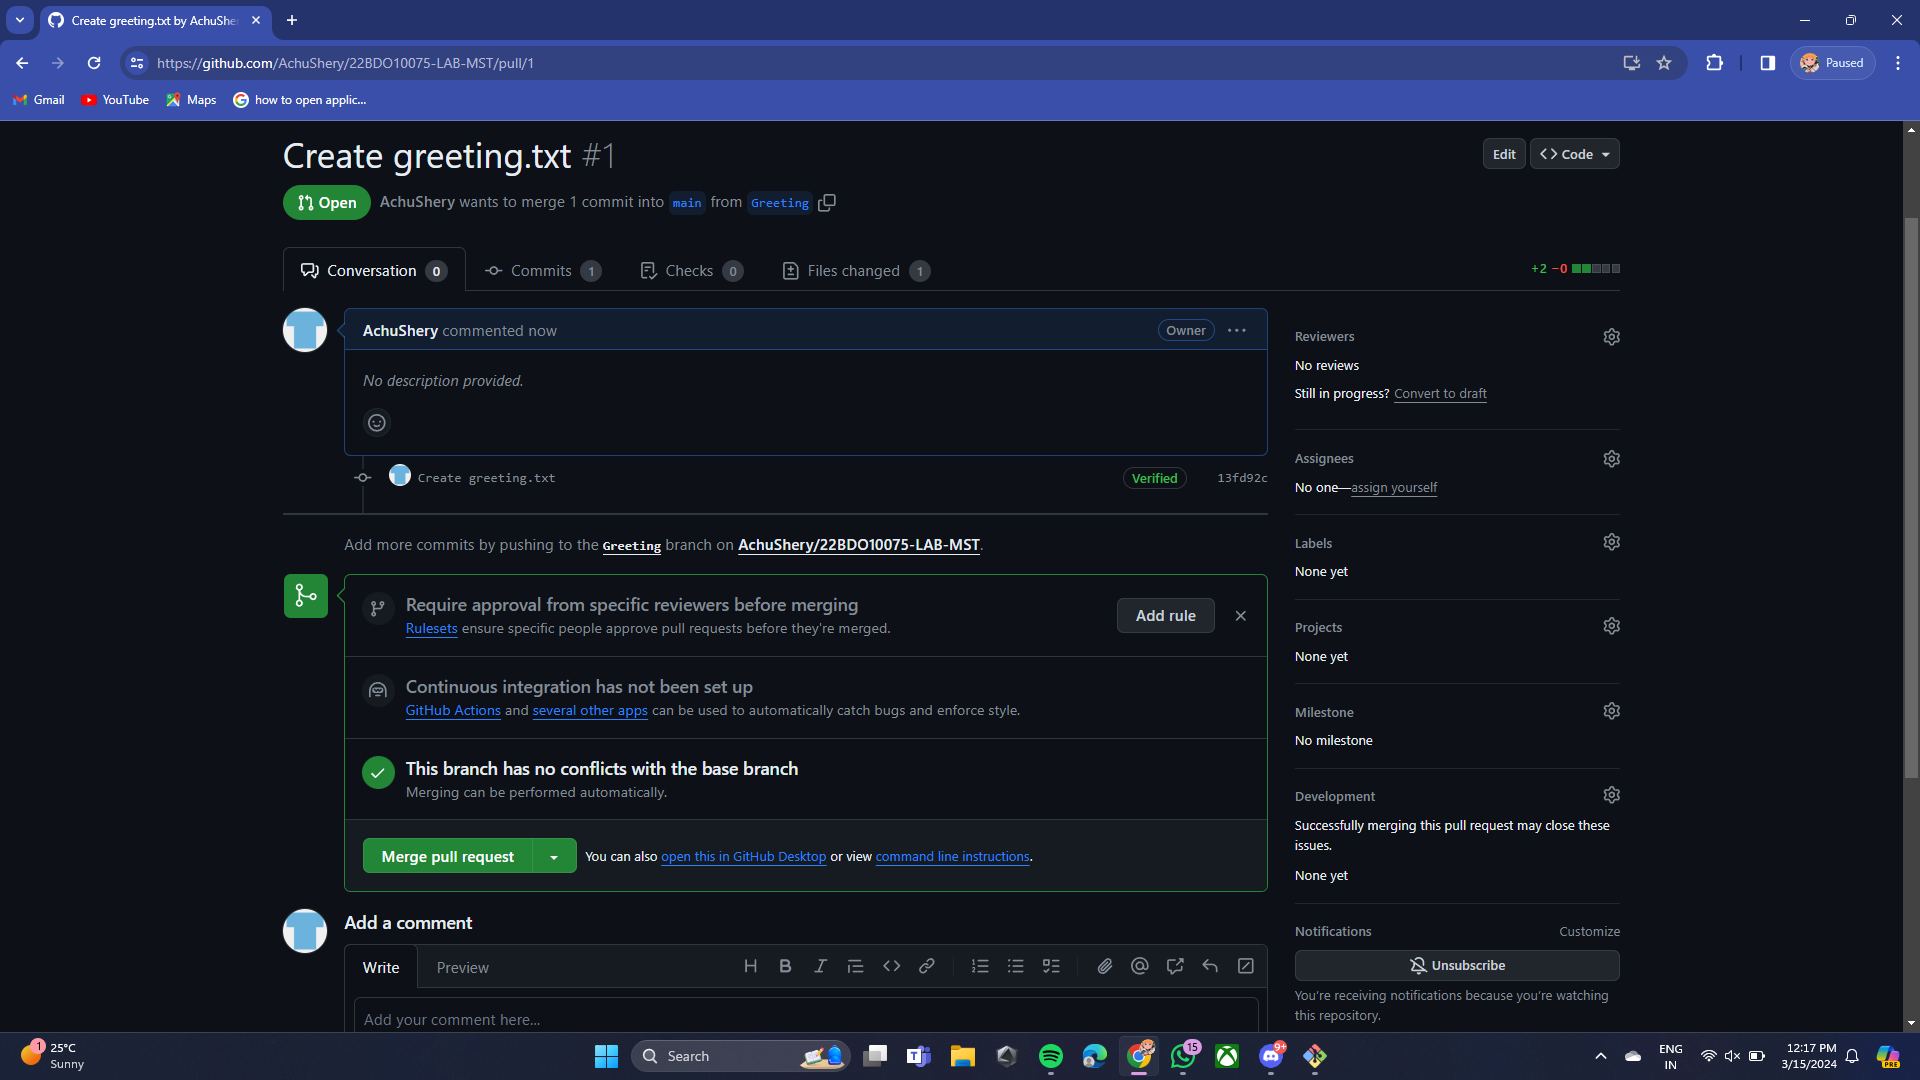 Create greeting.txt by AchuShe
https://github.com/AchuShery/22BDO10075-LAB-MST/pull/1
Paused
Gmail YouTube Maps how to open applic...
Create greeting.txt #1
Edit Code
Open AchuShery wants to merge 1 commit into main from Greeting
Conversation 0 Commits 1 Checks 0 Files changed 1
+2 −0
AchuShery commented now Owner
No description provided.
Create greeting.txt Verified 13fd92c
Add more commits by pushing to the Greeting branch on AchuShery/22BDO10075-LAB-MST.
Require approval from specific reviewers before merging
Rulesets ensure specific people approve pull requests before they're merged.
Add rule
Continuous integration has not been set up
GitHub Actions and several other apps can be used to automatically catch bugs and enforce style.
This branch has no conflicts with the base branch
Merging can be performed automatically.
Merge pull request You can also open this in GitHub Desktop or view command line instructions.
Add a comment
Write Preview
H B I
Add your comment here...
Reviewers
No reviews
Still in progress? Convert to draft
Assignees
No one—assign yourself
Labels
None yet
Projects
None yet
Milestone
No milestone
Development
Successfully merging this pull request may close these
issues.
None yet
Notifications Customize
Unsubscribe
You're receiving notifications because you're watching
this repository.
1
25°C
Sunny
Search
15
9+
ENG
IN
12:17 PM
3/15/2024
PRE